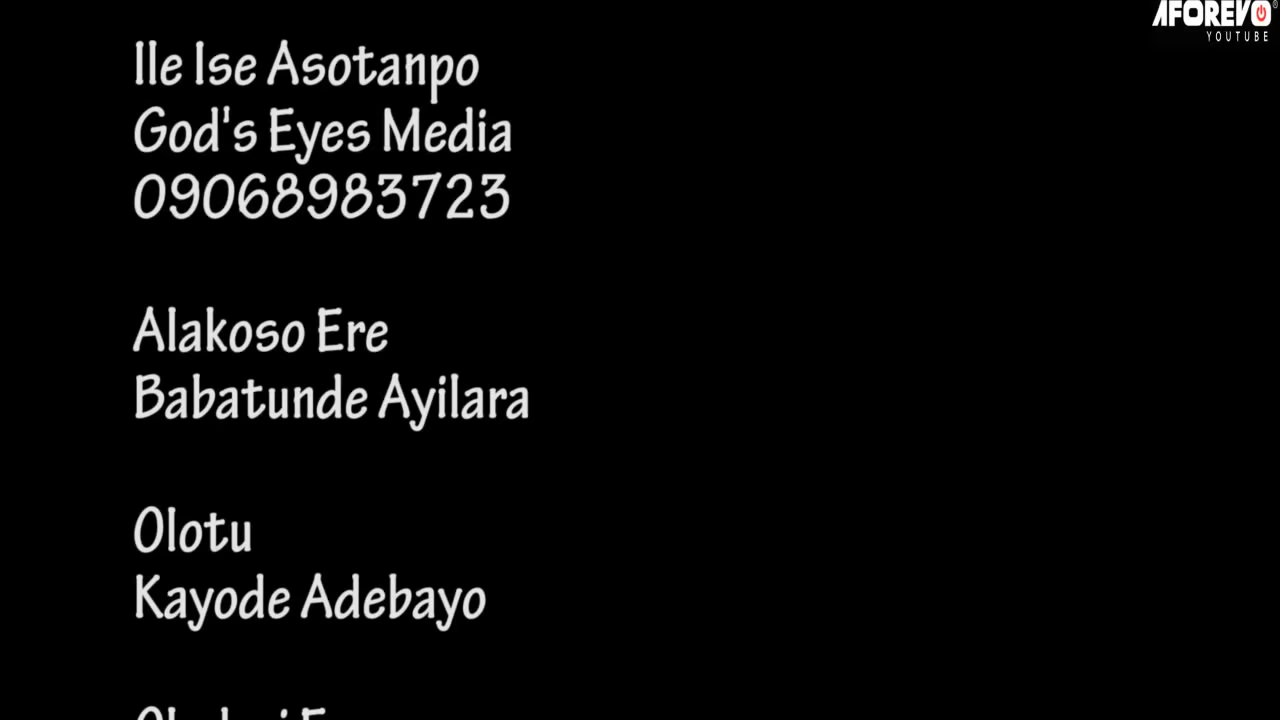 AFOREVO
YOUTUBE
Ile Ise Asotanpo
God's Eyes Media
09068983723
Alakoso Ere
Babatunde Ayilara
Olotu
Kayode Adebayo